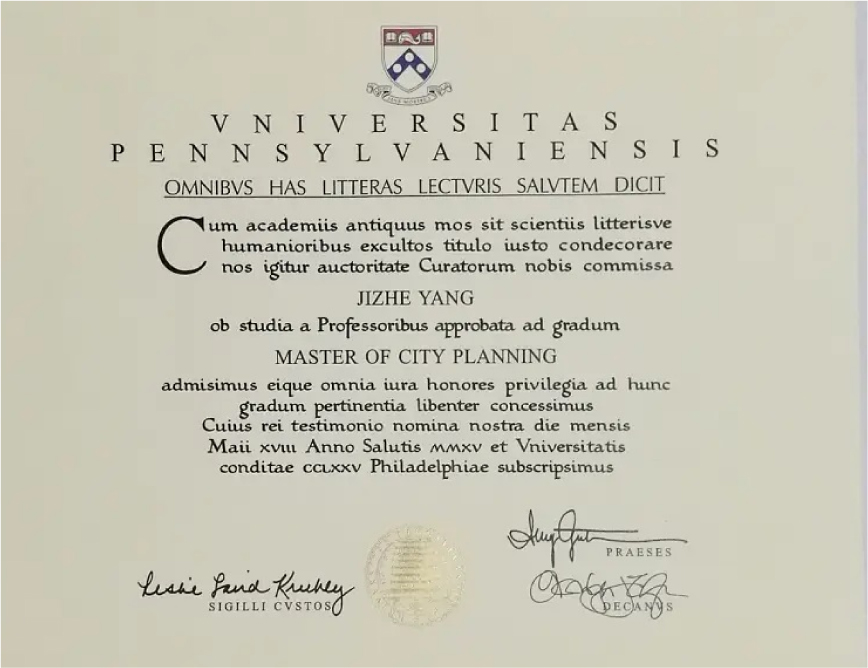 VNIVERSITAS
PENNSYLVANIENSIS
OMNIBVS HAS LITTERAS LECTVRIS SALVTEM DICIT
Cum academiis antiquus mos sit scientiis litterisve
humanioribus excultos titulo iusto condecorare
nos igitur auctoritate Curatorum nobis commissa
JIZHE YANG
ob studia a Professoribus approbata ad gradum
MASTER OF CITY PLANNING
admisimus eique omnia iura honores privilegia ad hunc
gradum pertinentia libenter concessimus
Cuius rei testimonio nomina nostra die mensis
Maii xviii Anno Salutis MMXV et Vniversitatis
conditae CCLXXV Philadelphiae subscripsimus
PRAESES
Leslie Laird Kruhly
SIGILLI CVSTOS
DECANVS